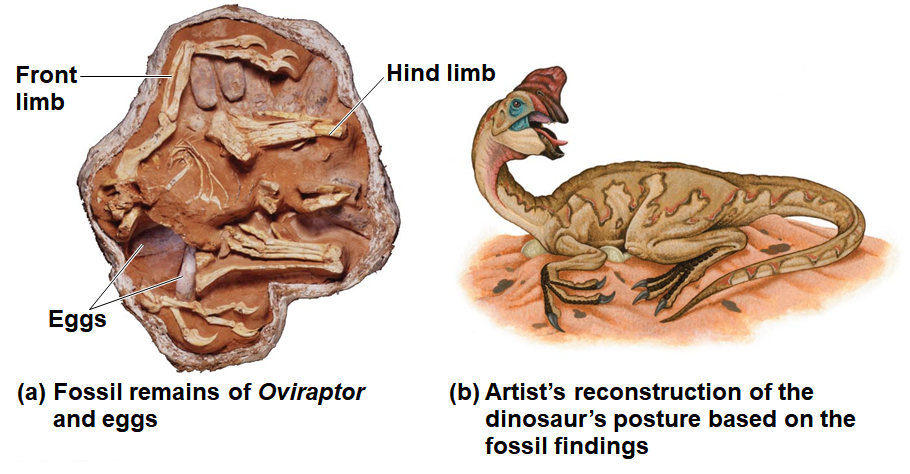 Front
limb
Hind limb
Eggs
(a) Fossil remains of Oviraptor
and eggs
(b) Artist’s reconstruction of the
dinosaur’s posture based on the
fossil findings